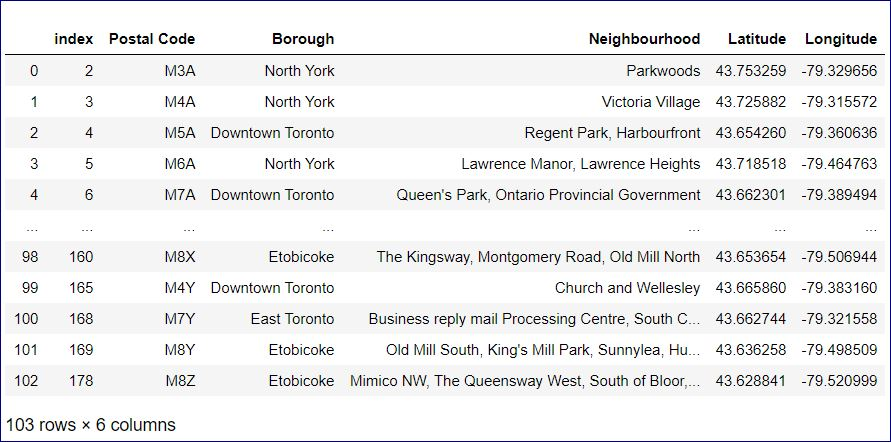 index Postal Code Borough Neighbourhood Latitude Longitude
0 2 M3A North York Parkwoods 43.753259 -79.329656
1 3 M4A North York Victoria Village 43.725882 -79.315572
2 4 M5A Downtown Toronto Regent Park, Harbourfront 43.654260 -79.360636
3 5 M6A North York Lawrence Manor, Lawrence Heights 43.718518 -79.464763
4 6 M7A Downtown Toronto Queen's Park, Ontario Provincial Government 43.662301 -79.389494
... ... ... ... ... ... ...
98 160 M8X Etobicoke The Kingsway, Montgomery Road, Old Mill North 43.653654 -79.506944
99 165 M4Y Downtown Toronto Church and Wellesley 43.665860 -79.383160
100 168 M7Y East Toronto Business reply mail Processing Centre, South C... 43.662744 -79.321558
101 169 M8Y Etobicoke Old Mill South, King's Mill Park, Sunnylea, Hu... 43.636258 -79.498509
102 178 M8Z Etobicoke Mimico NW, The Queensway West, South of Bloor,... 43.628841 -79.520999
103 rows × 6 columns